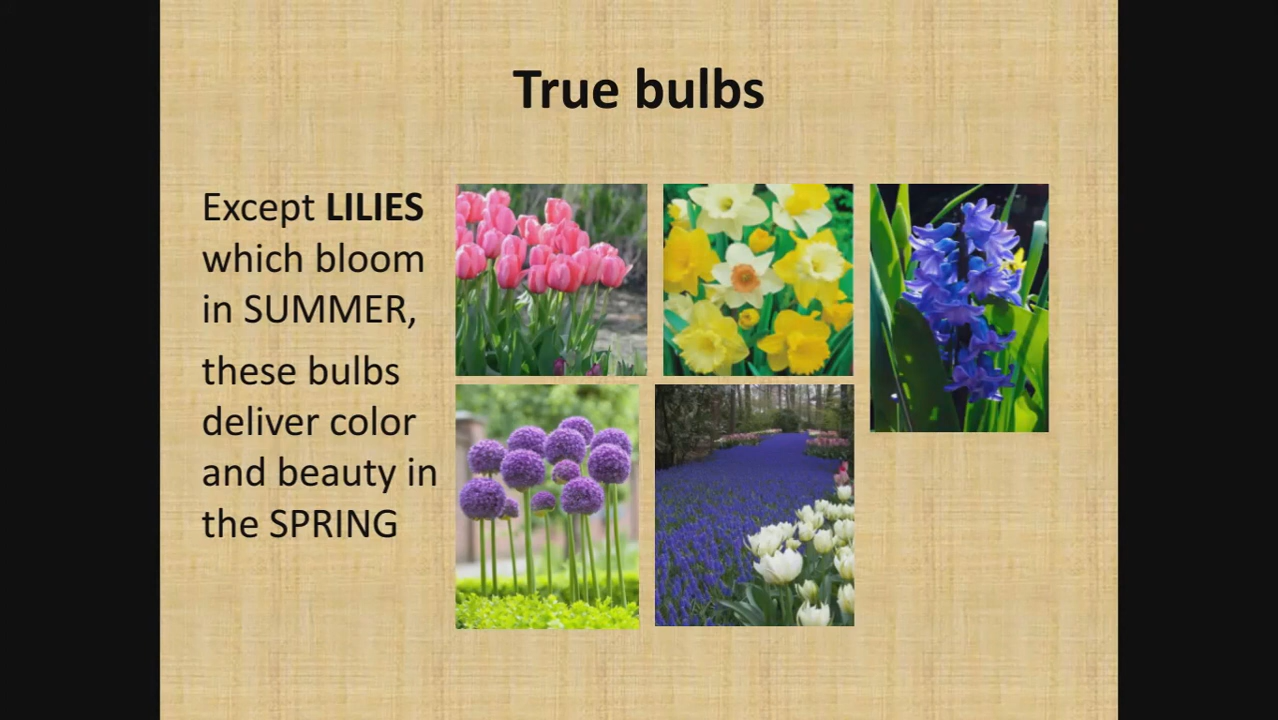 True bulbs
Except LILIES
which bloom
in SUMMER,
these bulbs
deliver color
and beauty in
the SPRING